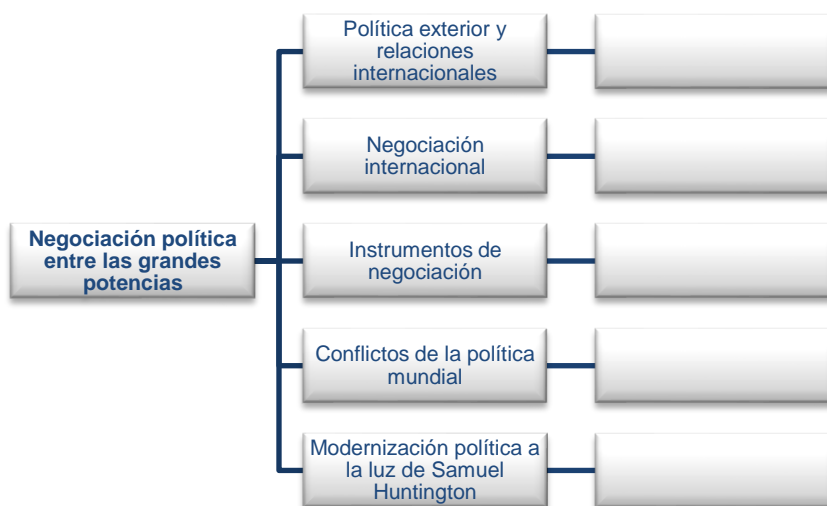 Política exterior y
relaciones
internacionales
Negociación
internacional
Negociación política
entre las grandes
potencias
Instrumentos de
negociación
Conflictos de la política
mundial
Modernización política a
la luz de Samuel
Huntington